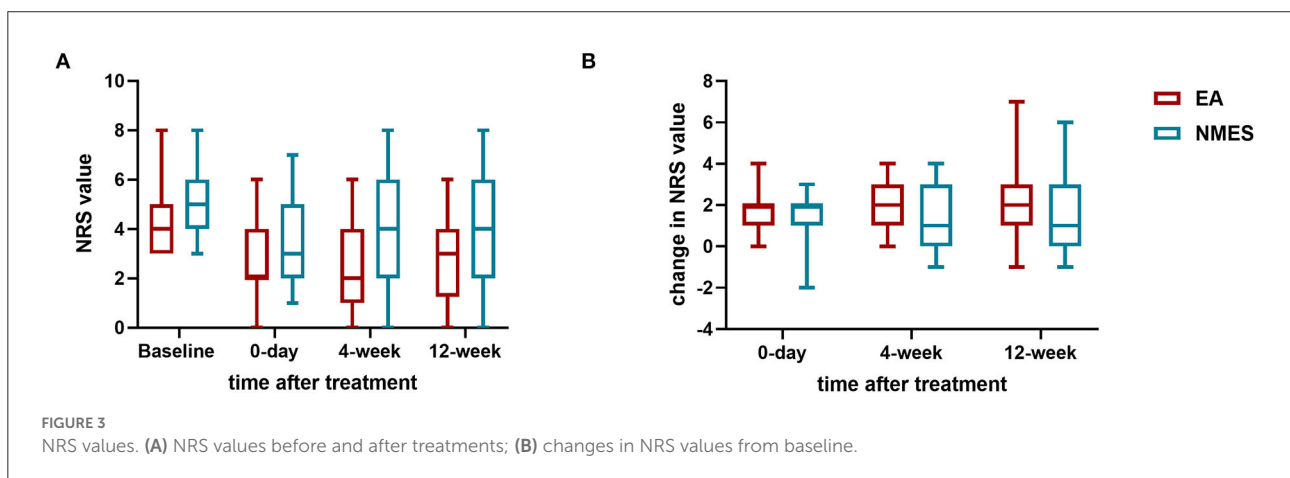 A
10
8
6
4
2
0
NRS value
Baseline 0-day 4-week 12-week
time after treatment
B
8
6
4
2
0
-2
-4
change in NRS value
0-day 4-week 12-week
time after treatment
EA
NMES
FIGURE 3
NRS values. (A) NRS values before and after treatments; (B) changes in NRS values from baseline.